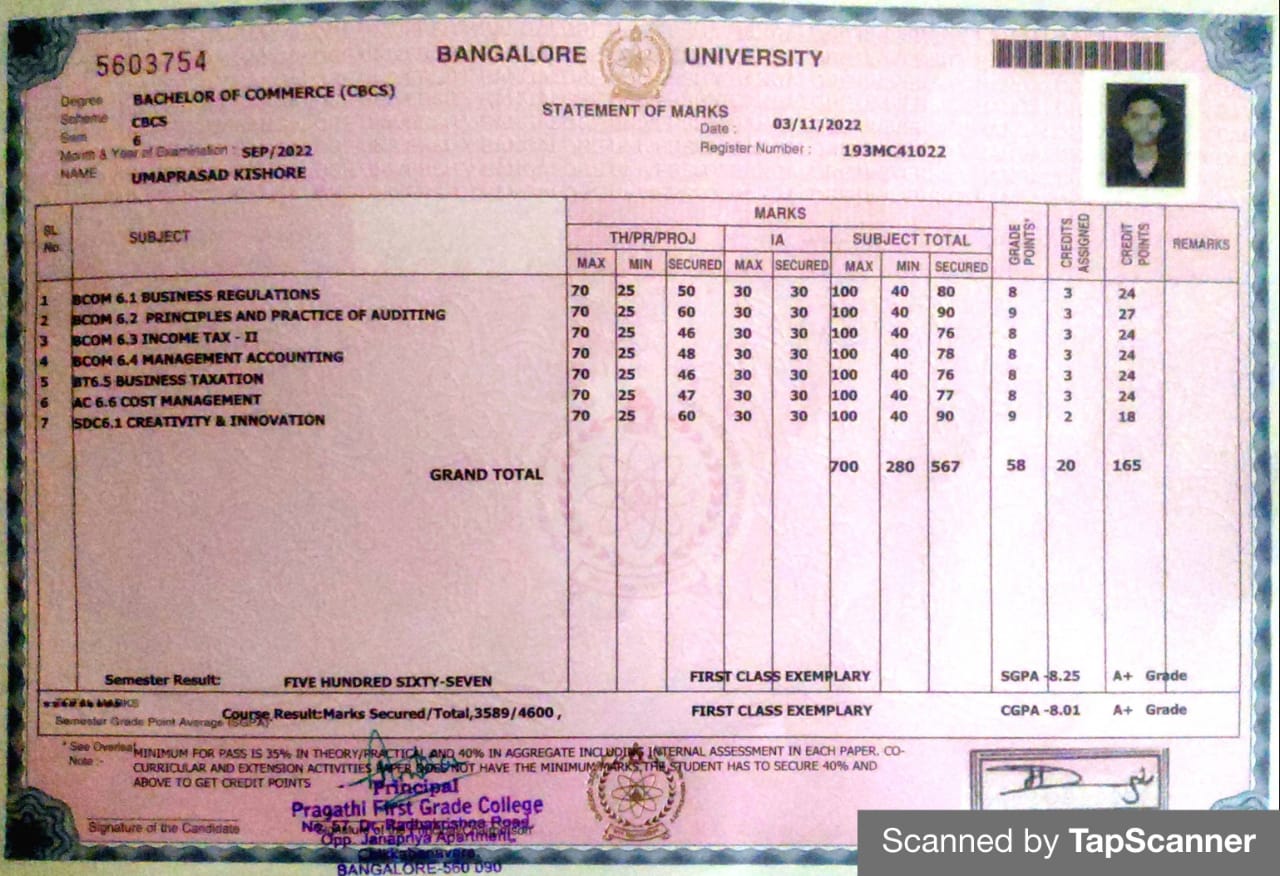 5603754
BANGALORE UNIVERSITY
STATEMENT OF MARKS
Degree BACHELOR OF COMMERCE (CBCS)
Scheme CBCS
Sem 6
Month & Year of Examination : SEP/2022
NAME UMAPRASAD KISHORE
Date : 03/11/2022
Register Number : 193MC41022
SL No. SUBJECT MARKS GRADE POINTS* CREDITS ASSIGNED CREDIT POINTS REMARKS
TH/PR/PROJ IA SUBJECT TOTAL
MAX MIN SECURED MAX SECURED MAX MIN SECURED
1 BCOM 6.1 BUSINESS REGULATIONS 70 25 50 30 30 100 40 80 8 3 24
2 BCOM 6.2 PRINCIPLES AND PRACTICE OF AUDITING 70 25 60 30 30 100 40 90 9 3 27
3 BCOM 6.3 INCOME TAX - II 70 25 46 30 30 100 40 76 8 3 24
4 BCOM 6.4 MANAGEMENT ACCOUNTING 70 25 48 30 30 100 40 78 8 3 24
5 BT6.5 BUSINESS TAXATION 70 25 46 30 30 100 40 76 8 3 24
6 AC 6.6 COST MANAGEMENT 70 25 47 30 30 100 40 77 8 3 24
7 SDC6.1 CREATIVITY & INNOVATION 70 25 60 30 30 100 40 90 9 2 18
GRAND TOTAL 700 280 567 58 20 165
Semester Result: FIVE HUNDRED SIXTY-SEVEN FIRST CLASS EXEMPLARY SGPA -8.25 A+ Grade
Semester Grade Point Average (SGPA) Course Result:Marks Secured/Total,3589/4600 , FIRST CLASS EXEMPLARY CGPA -8.01 A+ Grade
* See Overleaf
Note :- MINIMUM FOR PASS IS 35% IN THEORY/PRACTICAL AND 40% IN AGGREGATE INCLUDING INTERNAL ASSESSMENT IN EACH PAPER. CO-
CURRICULAR AND EXTENSION ACTIVITIES PAPER DOES NOT HAVE THE MINIMUM MARKS,THE STUDENT HAS TO SECURE 40% AND
ABOVE TO GET CREDIT POINTS
Principal
Pragathi First Grade College
No. 57, Dr. Radhakrishna Road,
Opp. Janapriya Apartment,
Chikkabanavara,
BANGALORE-560 090
Signature of the Candidate
Scanned by TapScanner